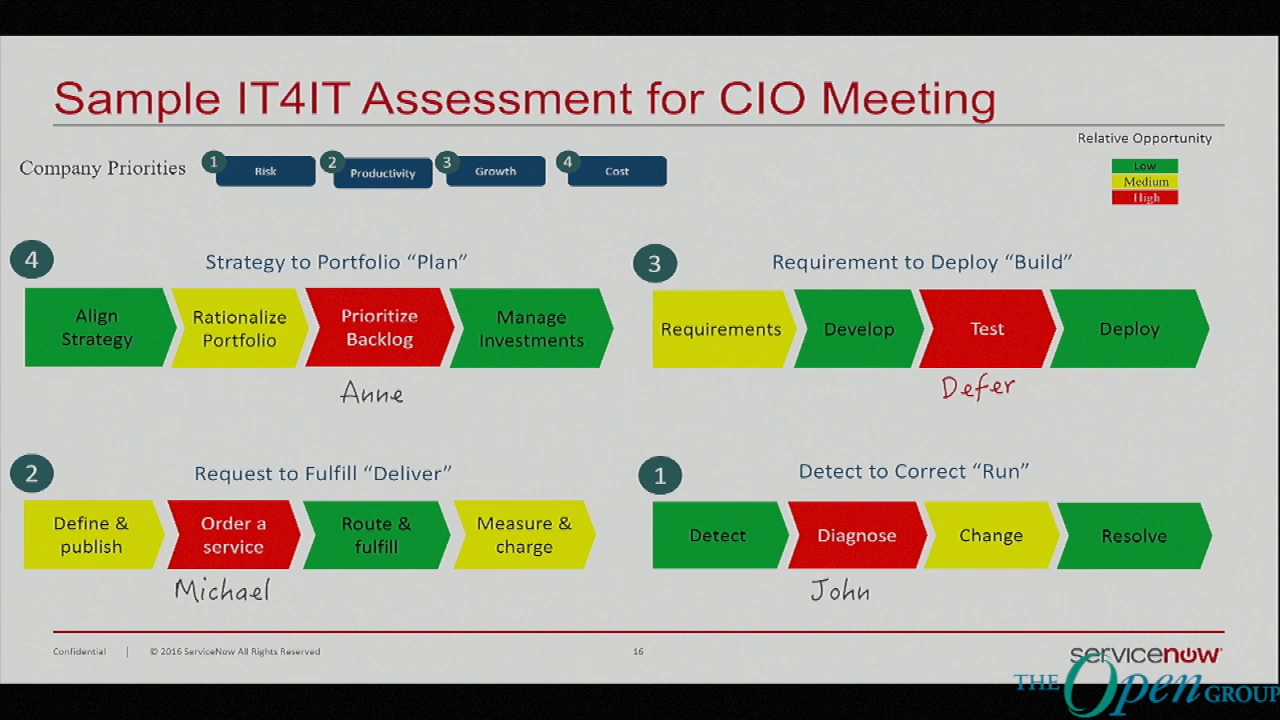 Sample IT4IT Assessment for CIO Meeting
Relative Opportunity
Low
Medium
High
Company Priorities
1 Risk
2 Productivity
3 Growth
4 Cost
4
Strategy to Portfolio “Plan”
Align
Strategy
Rationalize
Portfolio
Prioritize
Backlog
Manage
Investments
Anne
3
Requirement to Deploy “Build”
Requirements
Develop
Test
Deploy
Defer
2
Request to Fulfill “Deliver”
Define &
publish
Order a
service
Route &
fulfill
Measure &
charge
Michael
1
Detect to Correct “Run”
Detect
Diagnose
Change
Resolve
John
Confidential | © 2016 ServiceNow All Rights Reserved
16
servicenow
THE Open GROUP